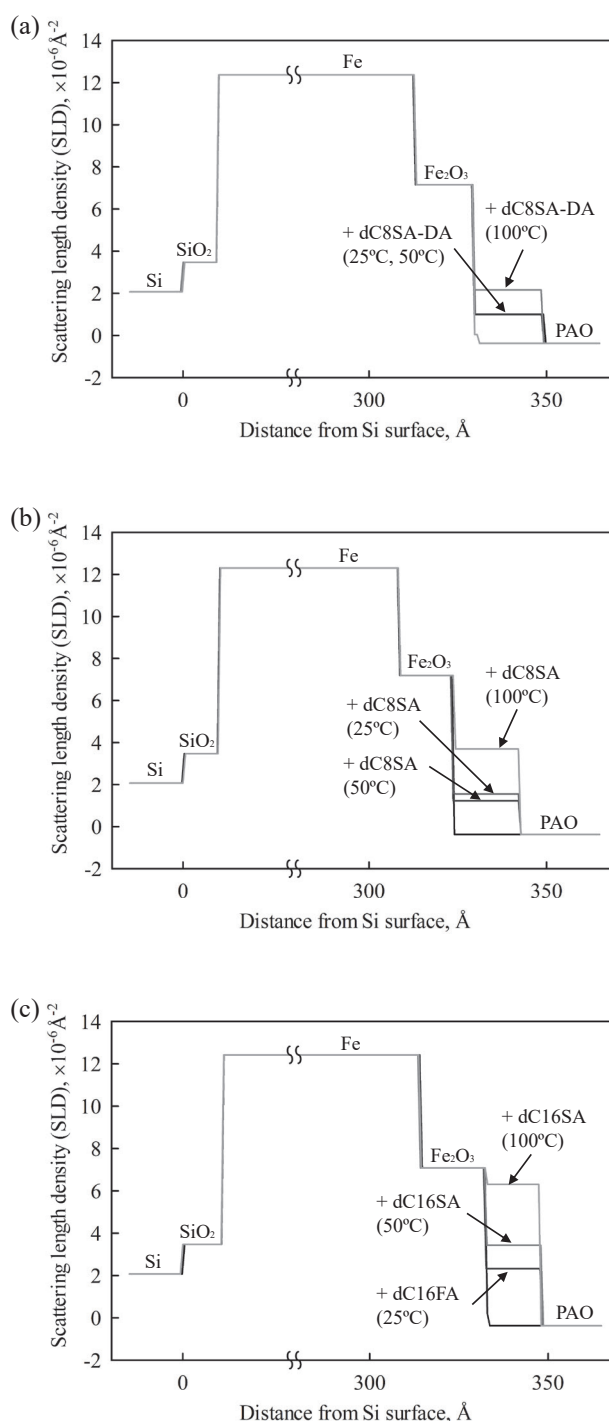 (a)
Scattering length density (SLD), ×10⁻⁶Å⁻²
14
12
10
8
6
4
2
0
-2
Fe
Fe₂O₃
+ dC8SA-DA
(100ºC)
+ dC8SA-DA
(25ºC, 50ºC)
SiO₂
Si
PAO
0
300
350
Distance from Si surface, Å
(b)
Scattering length density (SLD), ×10⁻⁶Å⁻²
14
12
10
8
6
4
2
0
-2
Fe
Fe₂O₃
+ dC8SA
(100ºC)
+ dC8SA
(25ºC)
+ dC8SA
(50ºC)
SiO₂
Si
PAO
0
300
350
Distance from Si surface, Å
(c)
Scattering length density (SLD), ×10⁻⁶Å⁻²
14
12
10
8
6
4
2
0
-2
Fe
Fe₂O₃
+ dC16SA
(100ºC)
+ dC16SA
(50ºC)
+ dC16FA
(25ºC)
SiO₂
Si
PAO
0
300
350
Distance from Si surface, Å